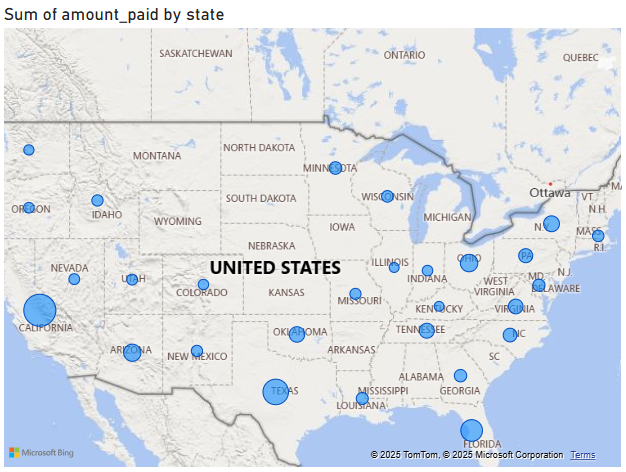 Sum of amount_paid by state
SASKATCHEWAN
ONTARIO
QUEBEC
MONTANA
NORTH DAKOTA
MINNESOTA
Ottawa
OREGON
IDAHO
SOUTH DAKOTA
WISCONSIN
VT
N.H.
WYOMING
MICHIGAN
MASS
IOWA
R.I.
NEBRASKA
NEVADA
UTAH
UNITED STATES
ILLINOIS
OHIO
PA
N.J.
COLORADO
KANSAS
INDIANA
MD
WEST
VIRGINIA
DELAWARE
MISSOURI
KENTUCKY
VIRGINIA
CALIFORNIA
OKLAHOMA
TENNESSEE
NC
ARIZONA
NEW MEXICO
ARKANSAS
SC
ALABAMA
TEXAS
MISSISSIPPI
GEORGIA
LOUISIANA
FLORIDA
Microsoft Bing
© 2025 TomTom, © 2025 Microsoft Corporation Terms